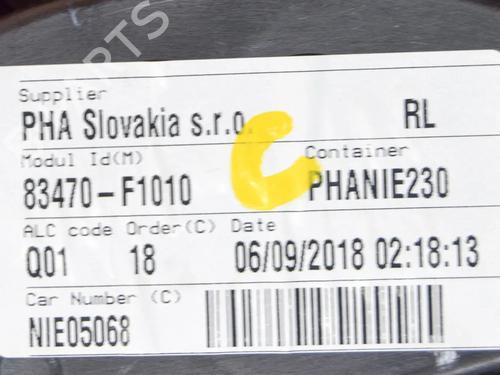 PARTS
Supplier
PHA Slovakia s.r.o. RL
Modul Id(M) Container
83470-F1010 PHANIE230
ALC code Order(C) Date
Q01 18 06/09/2018 02:18:13
Car Number (C)
NIE05068